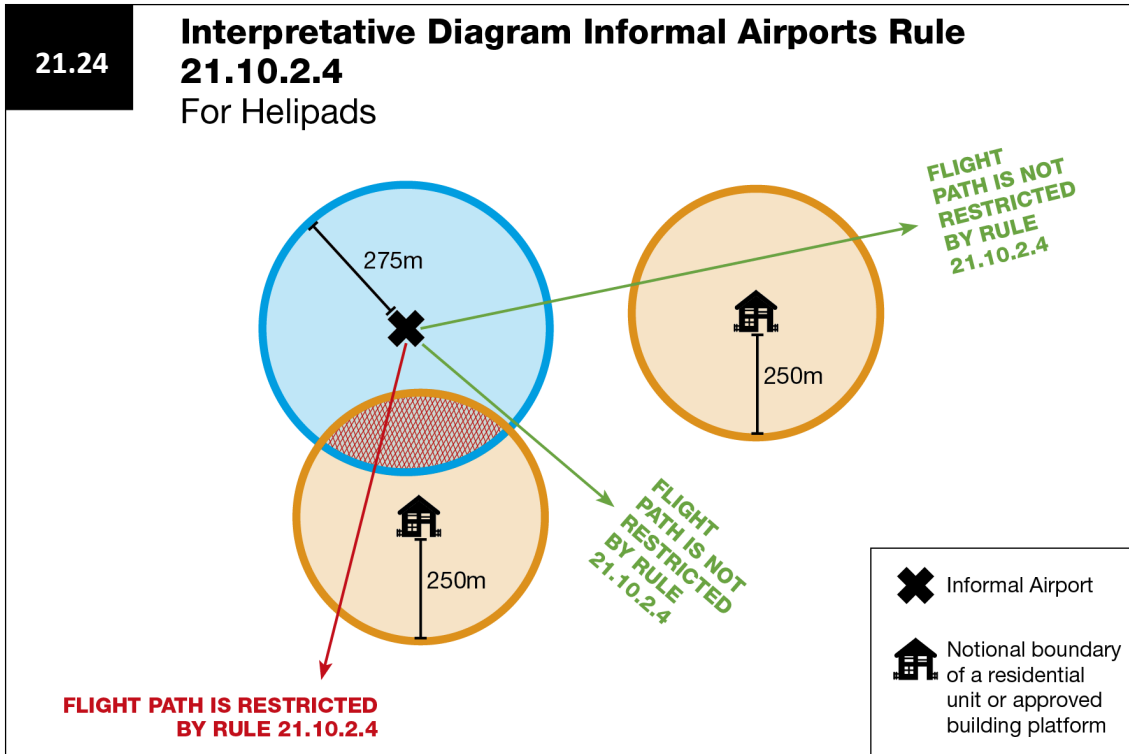 21.24
Interpretative Diagram Informal Airports Rule
21.10.2.4
For Helipads
275m
FLIGHT
PATH IS NOT
RESTRICTED
BY RULE
21.10.2.4
250m
FLIGHT
PATH IS NOT
RESTRICTED
BY RULE
21.10.2.4
250m
FLIGHT PATH IS RESTRICTED
BY RULE 21.10.2.4
Informal Airport
Notional boundary
of a residential
unit or approved
building platform